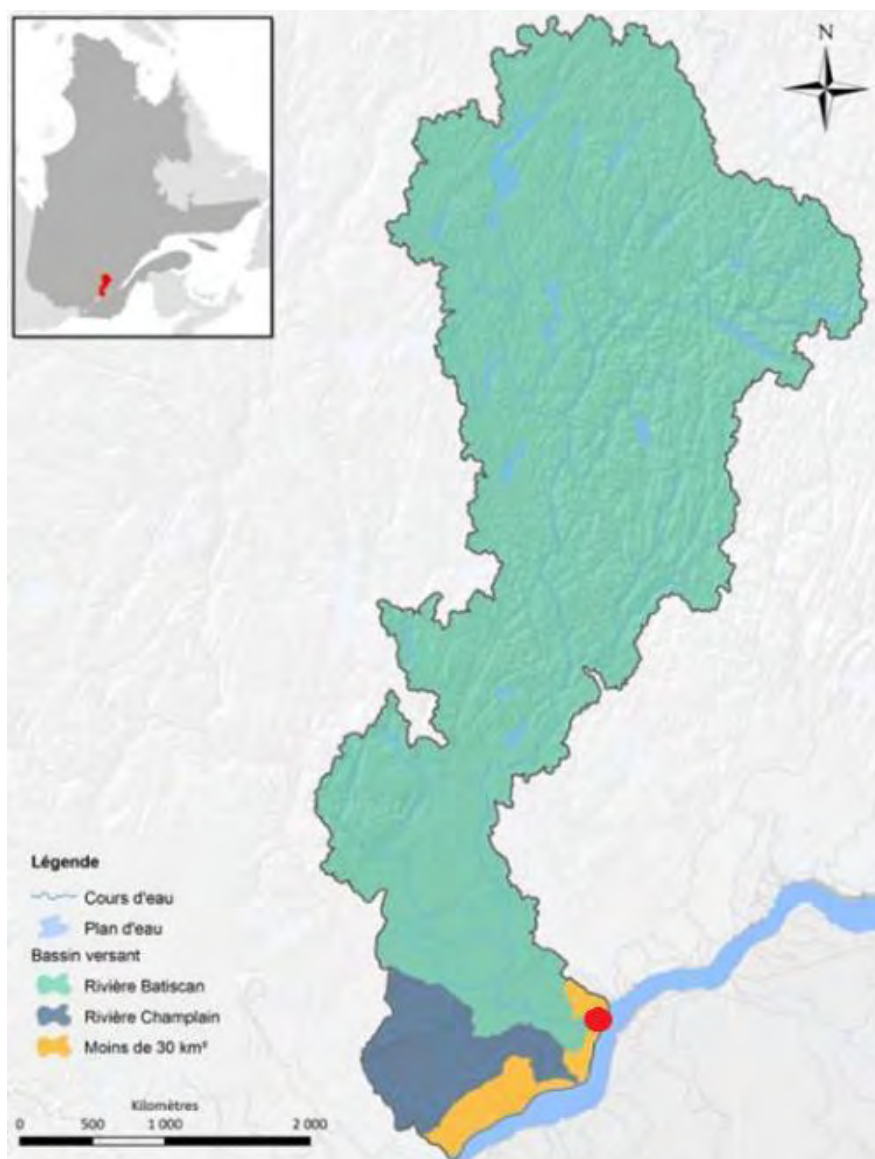 N
Légende
Cours d'eau
Plan d'eau
Bassin versant
Rivière Batiscan
Rivière Champlain
Moins de 30 km²
Kilomètres
0 500 1 000 2 000